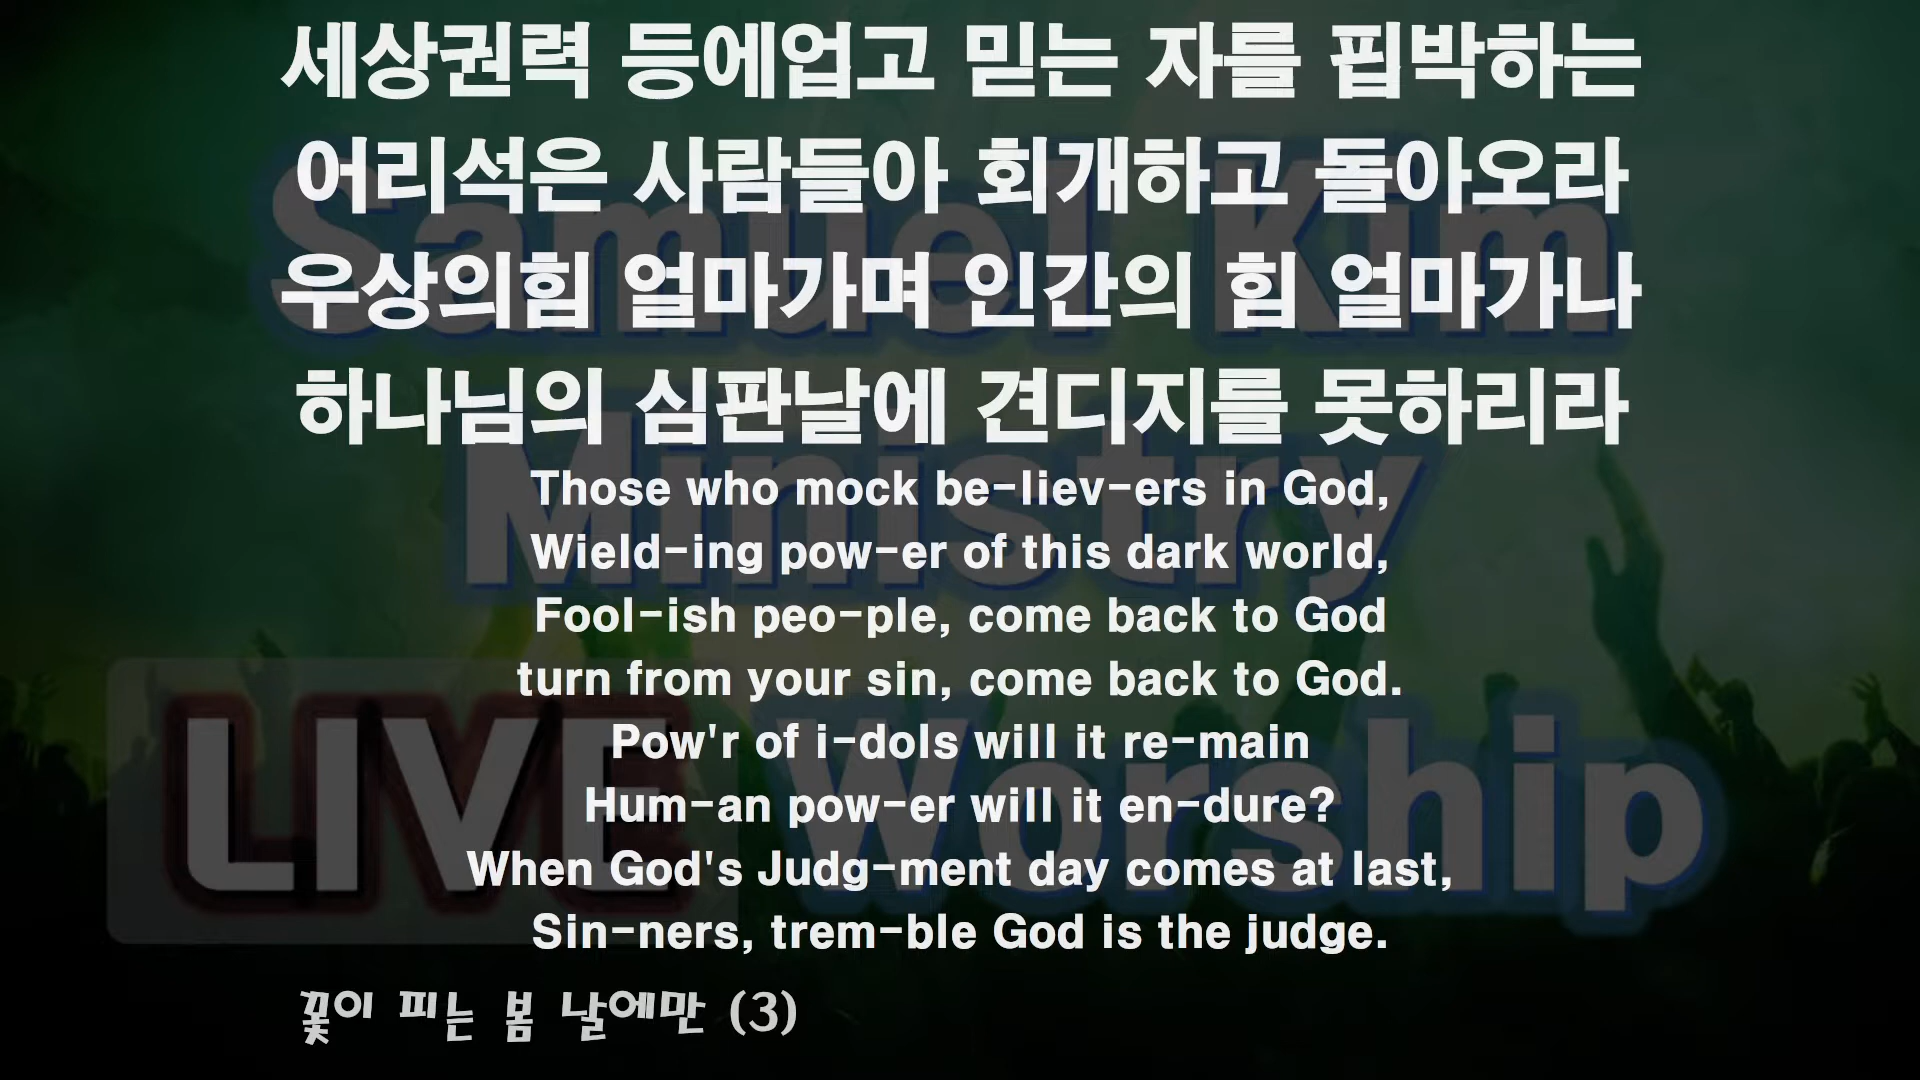 세상권력 등에업고 믿는 자를 핍박하는
어리석은 사람들아 회개하고 돌아오라
우상의힘 얼마가며 인간의 힘 얼마가나
하나님의 심판날에 견디지를 못하리라
Those who mock be-liev-ers in God,
Wield-ing pow-er of this dark world,
Fool-ish peo-ple, come back to God
turn from your sin, come back to God.
Pow'r of i-dols will it re-main
Hum-an pow-er will it en-dure?
When God's Judg-ment day comes at last,
Sin-ners, trem-ble God is the judge.
꽃이 피는 봄 날에만 (3)
Samuel Kim
Ministry
LIVE Worship